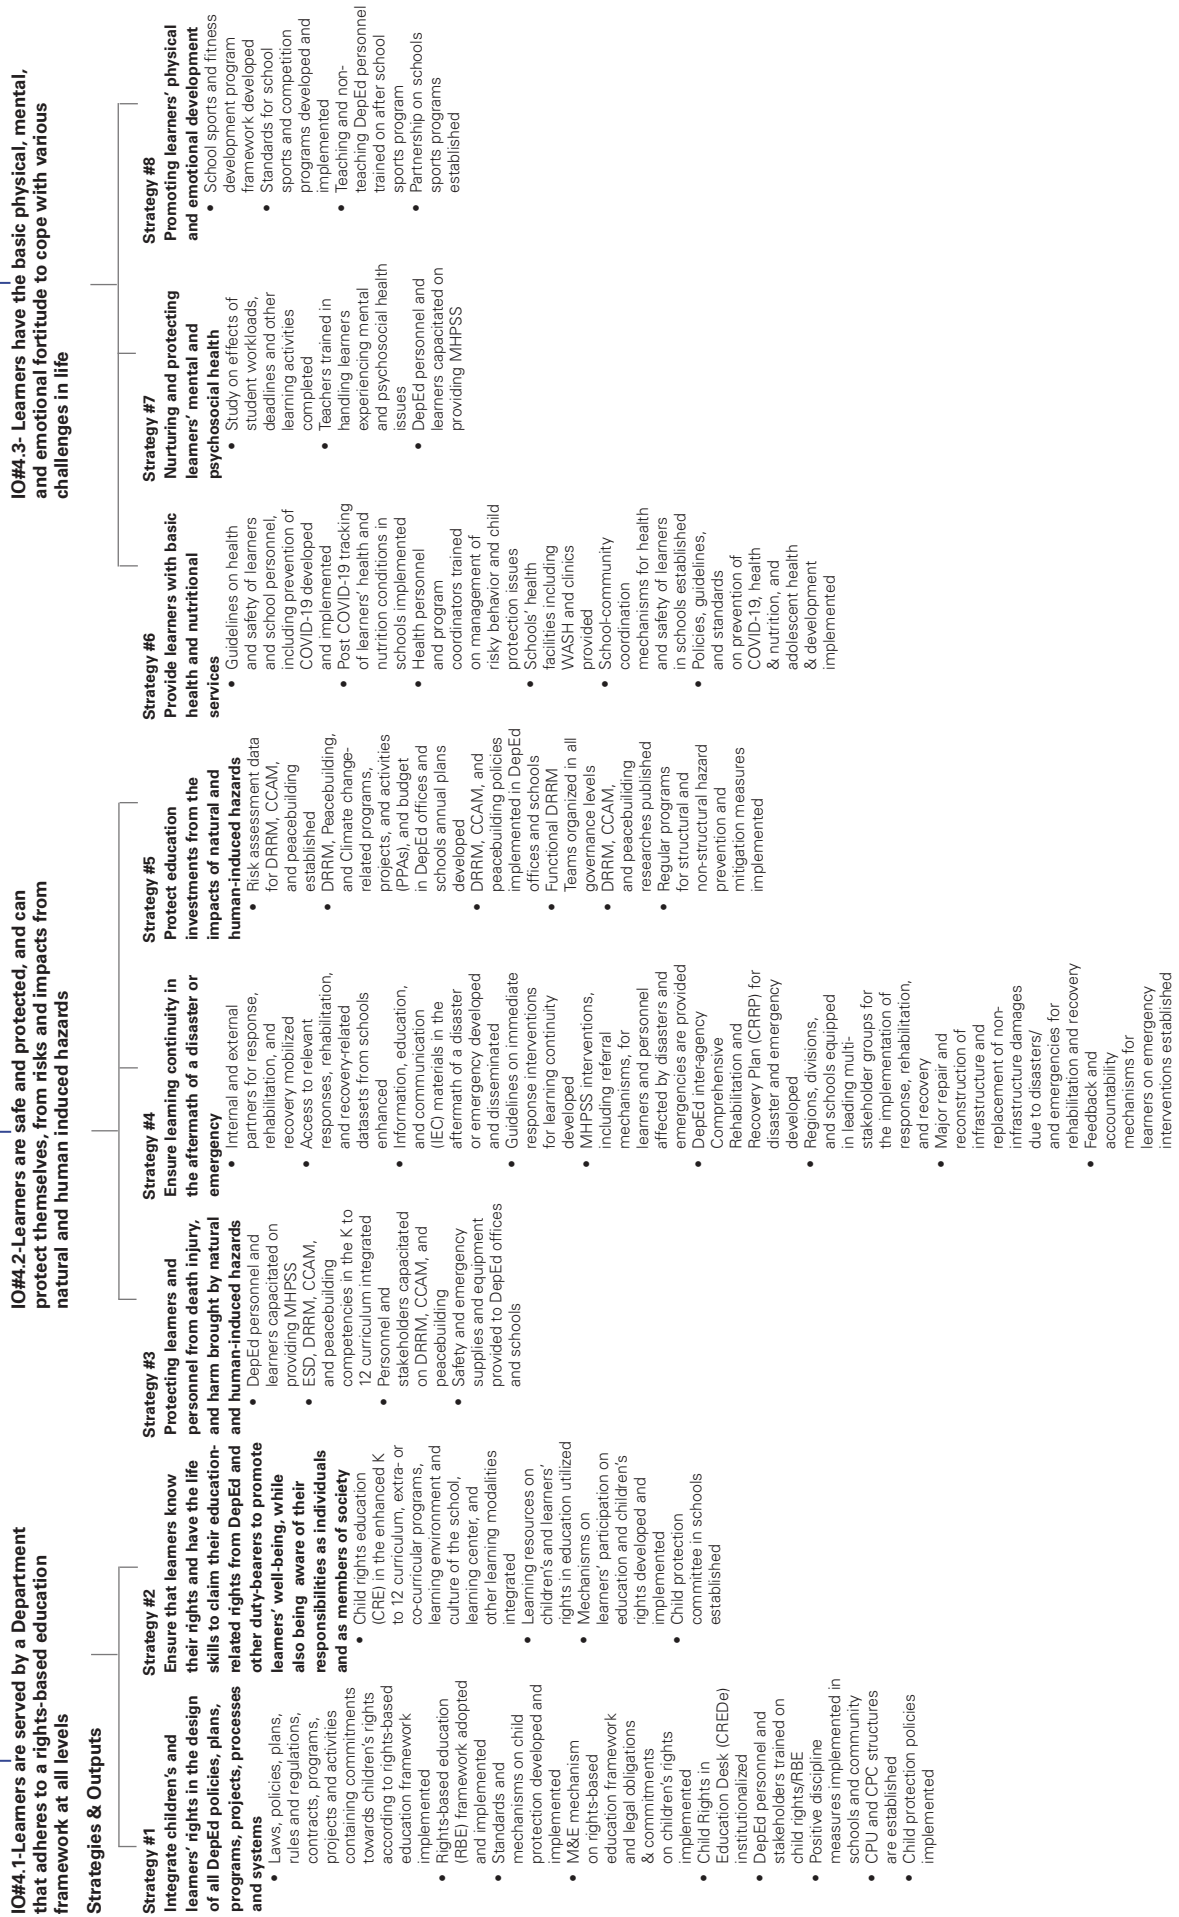 IO#4.1-Learners are served by a Department
that adheres to a rights-based education
framework at all levels
Strategies & Outputs
Strategy #1
Integrate children's and
learners' rights in the design
of all DepEd policies, plans,
programs, projects, processes
and systems
• Laws, policies, plans,
rules and regulations,
contracts, programs,
projects and activities
containing commitments
towards children's rights
according to rights-based
education framework
implemented
• Rights-based education
(RBE) framework adopted
and implemented
• Standards and
mechanisms on child
protection developed and
implemented
• M&E mechanism
on rights-based
education framework
and legal obligations
& commitments
on children's rights
implemented
• Child Rights in
Education Desk (CREDe)
institutionalized
• DepEd personnel and
stakeholders trained on
child rights/RBE
• Positive discipline
measures implemented in
schools and community
• CPU and CPC structures
are established
• Child protection policies
implemented
Strategy #2
Ensure that learners know
their rights and have the life
skills to claim their education-
related rights from DepEd and
other duty-bearers to promote
learners' well-being, while
also being aware of their
responsibilities as individuals
and as members of society
• Child rights education
(CRE) in the enhanced K
to 12 curriculum, extra- or
co-curricular programs,
learning environment and
culture of the school,
learning center, and
other learning modalities
integrated
• Learning resources on
children's and learners'
rights in education utilized
• Mechanisms on
learners' participation on
education and children's
rights developed and
implemented
• Child protection
committee in schools
established
IO#4.2-Learners are safe and protected, and can
protect themselves, from risks and impacts from
natural and human induced hazards
Strategy #3
Protecting learners and
personnel from death injury,
and harm brought by natural
and human-induced hazards
• DepEd personnel and
learners capacitated on
providing MHPSS
• ESD, DRRM, CCAM,
and peacebuilding
competencies in the K to
12 curriculum integrated
• Personnel and
stakeholders capacitated
on DRRM, CCAM, and
peacebuilding
• Safety and emergency
supplies and equipment
provided to DepEd offices
and schools
Strategy #4
Ensure learning continuity in
the aftermath of a disaster or
emergency
• Internal and external
partners for response,
rehabilitation, and
recovery mobilized
• Access to relevant
responses, rehabilitation,
and recovery-related
datasets from schools
enhanced
• Information, education,
and communication
(IEC) materials in the
aftermath of a disaster
or emergency developed
and disseminated
• Guidelines on immediate
response interventions
for learning continuity
developed
• MHPSS interventions,
including referral
mechanisms, for
learners and personnel
affected by disasters and
emergencies are provided
• DepEd inter-agency
Comprehensive
Rehabilitation and
Recovery Plan (CRRP) for
disaster and emergency
developed
• Regions, divisions,
and schools equipped
in leading multi-
stakeholder groups for
the implementation of
response, rehabilitation,
and recovery
• Major repair and
reconstruction of
infrastructure and
replacement of non-
infrastructure damages
due to disasters/
and emergencies for
rehabilitation and recovery
• Feedback and
accountability
mechanisms for
learners on emergency
interventions established
Strategy #5
Protect education
investments from the
impacts of natural and
human-induced hazards
• Risk assessment data
for DRRM, CCAM,
and peacebuilding
established
• DRRM, Peacebuilding,
and Climate change-
related programs,
projects, and activities
(PPAs), and budget
in DepEd offices and
schools annual plans
developed
• DRRM, CCAM, and
peacebuilding policies
implemented in DepEd
offices and schools
• Functional DRRM
Teams organized in all
governance levels
• DRRM, CCAM,
and peacebuiliding
researches published
• Regular programs
for structural and
non-structural hazard
prevention and
mitigation measures
implemented
IO#4.3- Learners have the basic physical, mental,
and emotional fortitude to cope with various
challenges in life
Strategy #6
Provide learners with basic
health and nutritional
services
• Guidelines on health
and safety of learners
and school personnel,
including prevention of
COVID-19 developed
and implemented
• Post COVID-19 tracking
of learners' health and
nutrition conditions in
schools implemented
• Health personnel
and program
coordinators trained
on management of
risky behavior and child
protection issues
• Schools' health
facilities including
WASH and clinics
provided
• School-community
coordination
mechanisms for health
and safety of learners
in schools established
• Policies, guidelines,
and standards
on prevention of
COVID-19, health
& nutrition, and
adolescent health
& development
implemented
Strategy #7
Nurturing and protecting
learners' mental and
psychosocial health
• Study on effects of
student workloads,
deadlines and other
learning activities
completed
• Teachers trained in
handling learners
experiencing mental
and psychosocial health
issues
• DepEd personnel and
learners capacitated on
providing MHPSS
Strategy #8
Promoting learners' physical
and emotional development
• School sports and fitness
development program
framework developed
• Standards for school
sports and competition
programs developed and
implemented
• Teaching and non-
teaching DepEd personnel
trained on after school
sports program
• Partnership on schools
sports programs
established